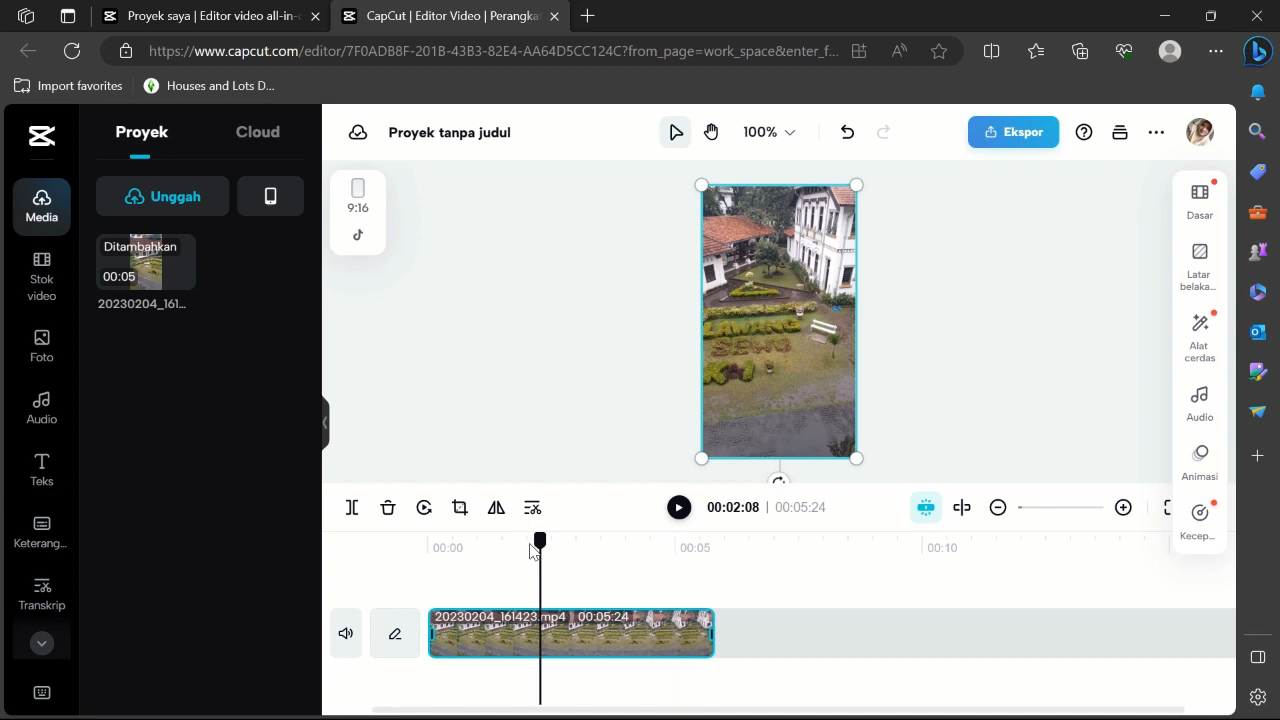 Proyek saya | Editor video all-in-
CapCut | Editor Video | Perangkat
https://www.capcut.com/editor/7F0ADB8F-201B-43B3-82E4-AA64D5CC124C?from_page=work_space&enter_f...
Import favorites
Houses and Lots D...
Proyek
Cloud
Proyek tanpa judul
100%
Ekspor
Media
Unggah
9:16
Dasar
Ditambahkan
00:05
20230204_161...
Stok
video
Latar
belaka...
LAWANG
SEWU
Foto
Alat
cerdas
Audio
Audio
Teks
Animasi
00:02:08 | 00:05:24
Keterang...
Kecep...
00:00
00:05
00:10
Transkrip
20230204_161423.mp4
00:05:24